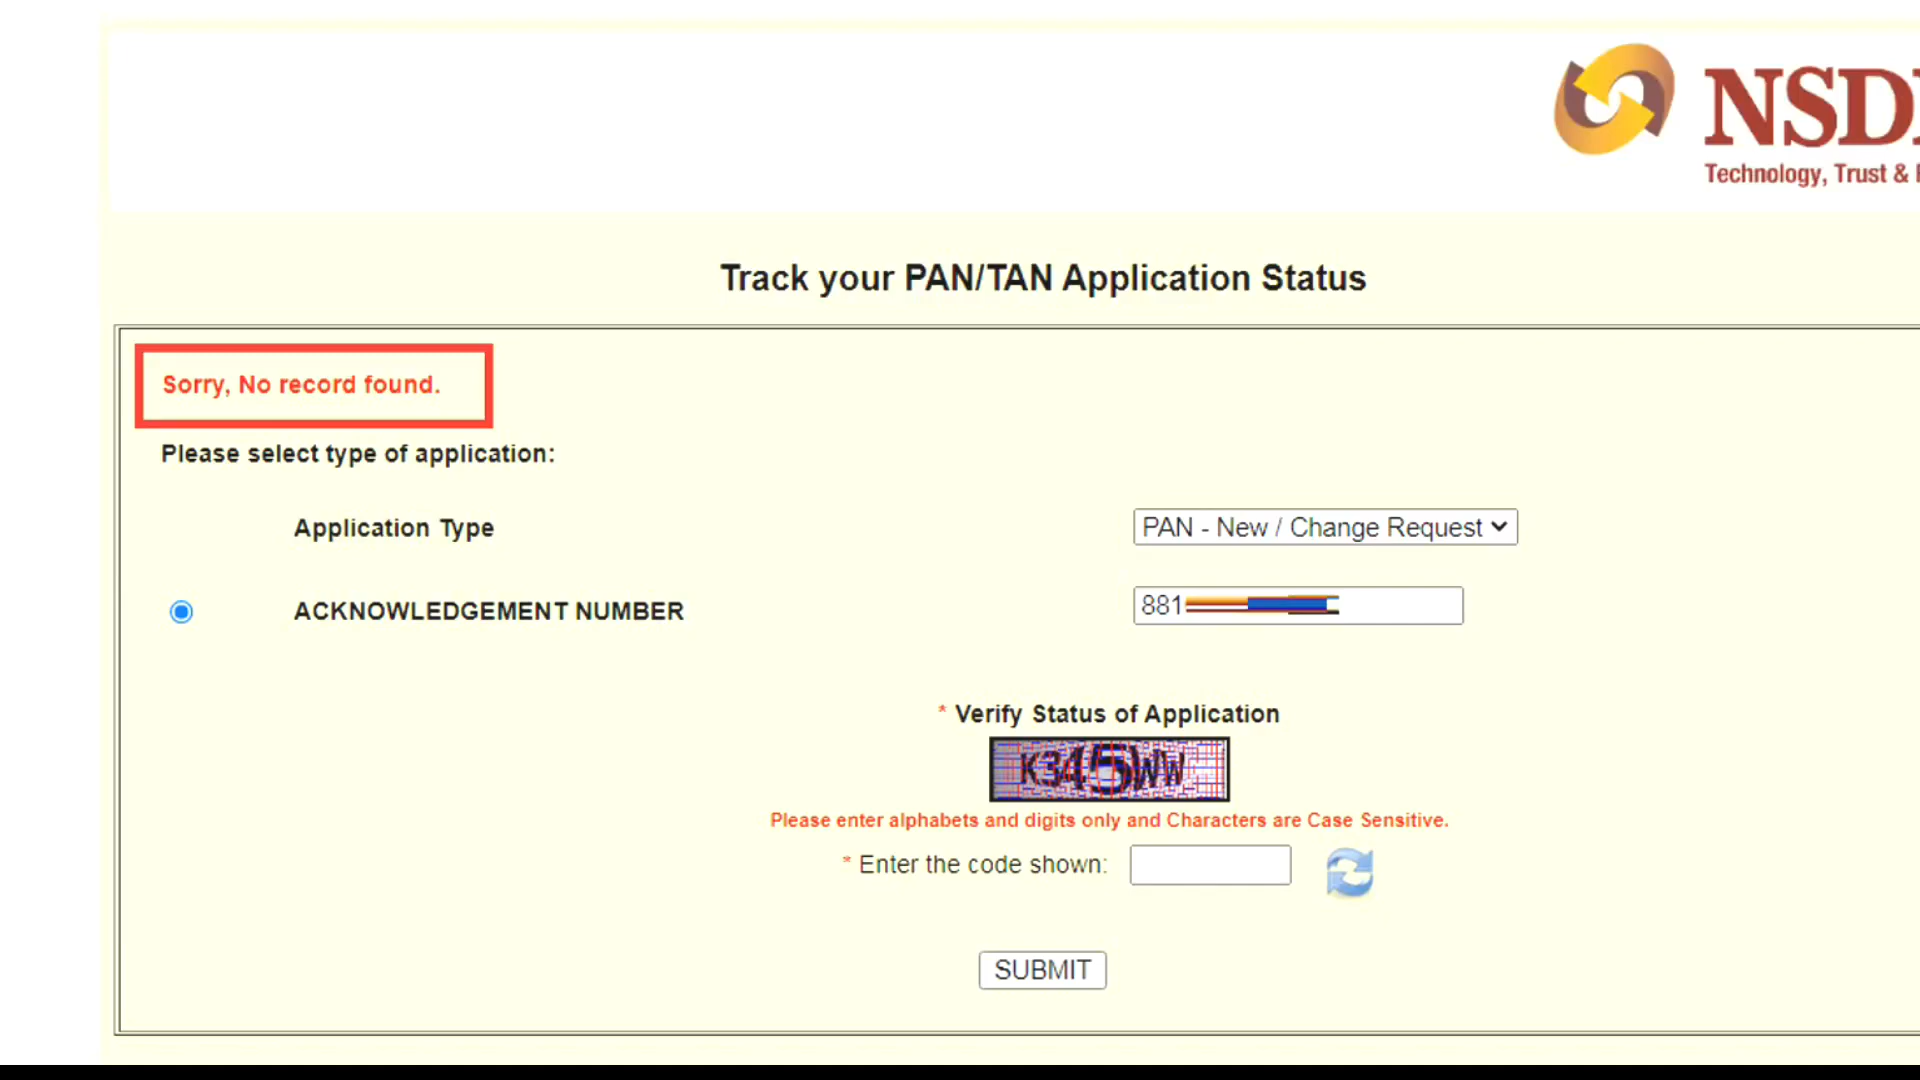 NSD
Technology, Trust &
Track your PAN/TAN Application Status
Sorry, No record found.
Please select type of application:
Application Type
PAN - New / Change Request
ACKNOWLEDGEMENT NUMBER
881
* Verify Status of Application
K345WW
Please enter alphabets and digits only and Characters are Case Sensitive.
* Enter the code shown:
SUBMIT